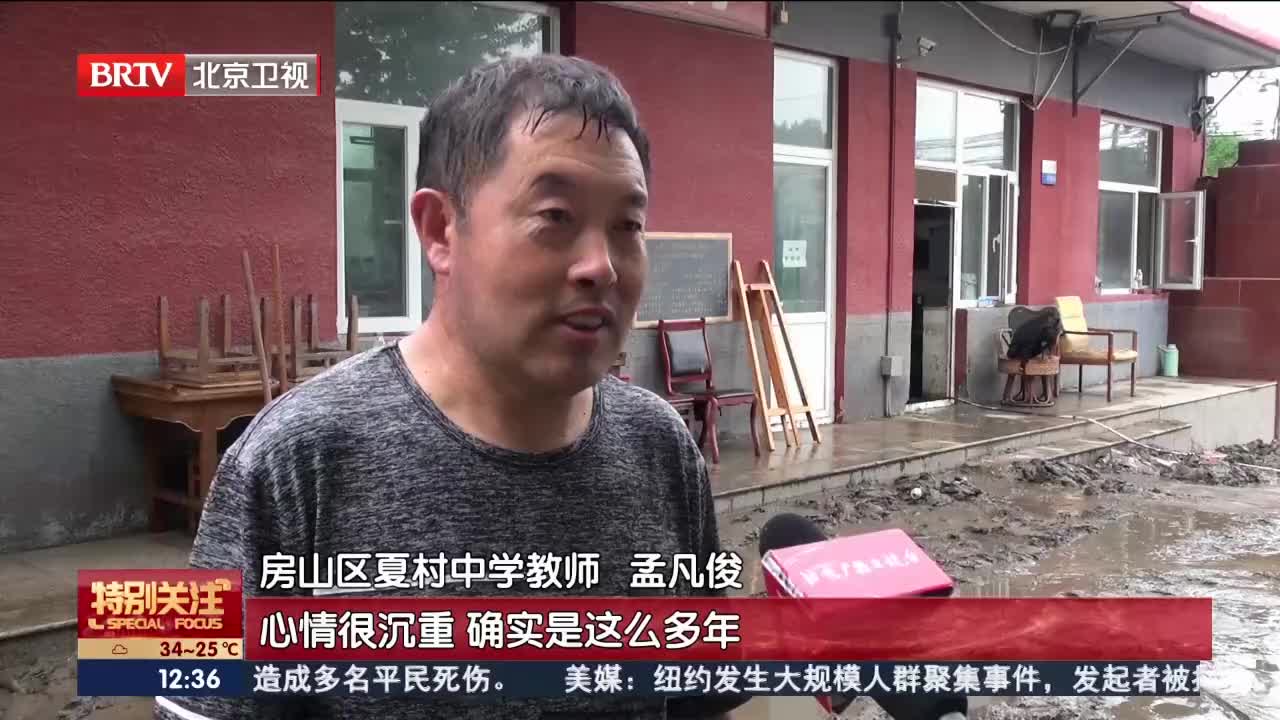 BRTV 北京卫视
房山区夏村中学教师 孟凡俊
特别关注
SPECIAL FOCUS
心情很沉重 确实是这么多年
34~25℃
12:36
造成多名平民死伤。 美媒：纽约发生大规模人群聚集事件，发起者被